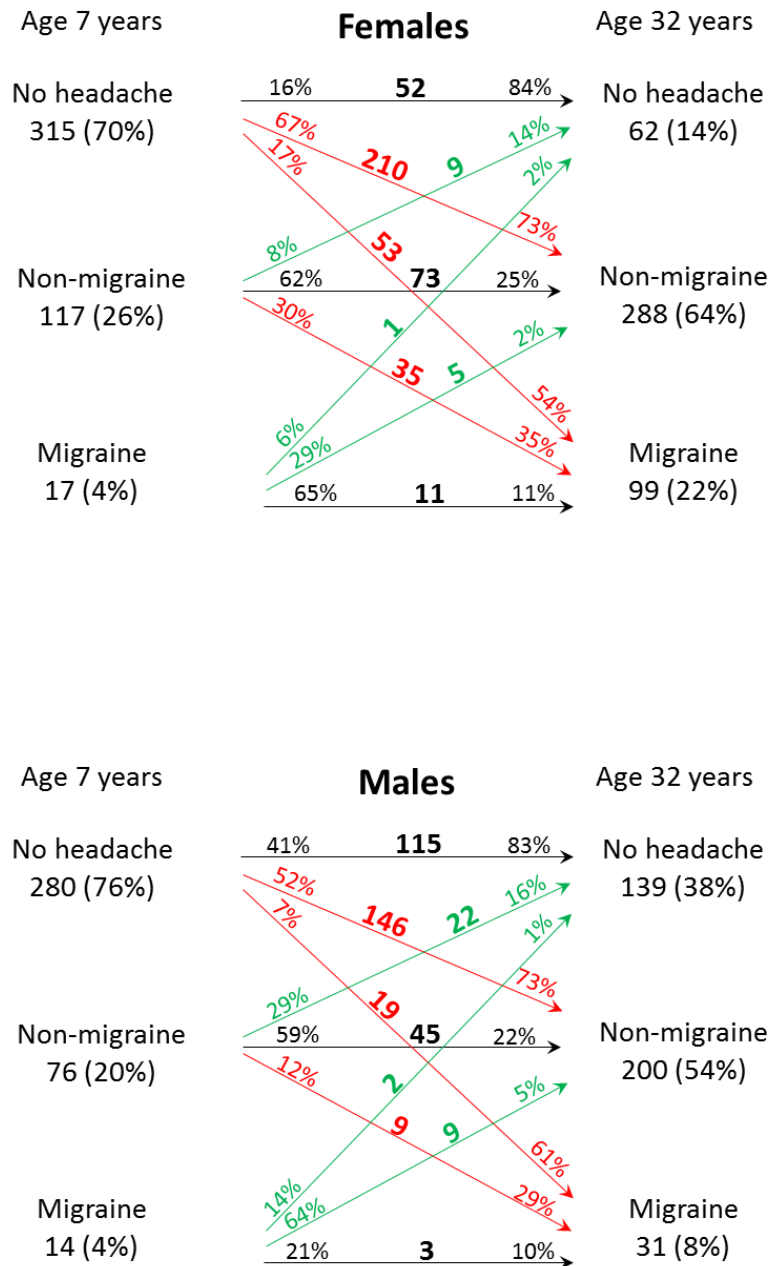 Age 7 years Females Age 32 years
No headache 16% 52 84% No headache
315 (70%) 67% 14% 62 (14%)
17% 210 9 2%
73%
8% 53
Non-migraine 62% 73 25% Non-migraine
117 (26%) 30% 1 2% 288 (64%)
35 5
54%
6% 35%
Migraine 29% Migraine
17 (4%) 65% 11 11% 99 (22%)
Age 7 years Males Age 32 years
No headache 41% 115 83% No headache
280 (76%) 52% 16% 139 (38%)
7% 146 22 1%
73%
29% 19
Non-migraine 59% 45 22% Non-migraine
76 (20%) 12% 2 5% 200 (54%)
9 9
61%
14% 29%
Migraine 64% Migraine
14 (4%) 21% 3 10% 31 (8%)